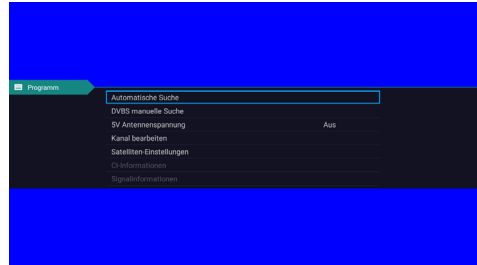 Programm
Automatische Suche
DVBS manuelle Suche
5V Antennenspannung Aus
Kanal bearbeiten
Satelliten-Einstellungen
CI-Informationen
Signalinformationen